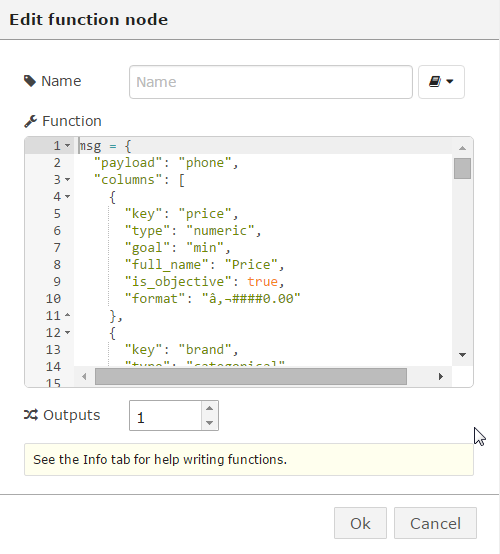 Edit function node
Name
Name
Function
1 msg = {
2 "payload": "phone",
3 "columns": [
4 {
5 "key": "price",
6 "type": "numeric",
7 "goal": "min",
8 "full_name": "Price",
9 "is_objective": true,
10 "format": "â‚¬####0.00"
11 },
12 {
13 "key": "brand",
14 "type": "categorical"
15
Outputs
1
See the Info tab for help writing functions.
Ok
Cancel